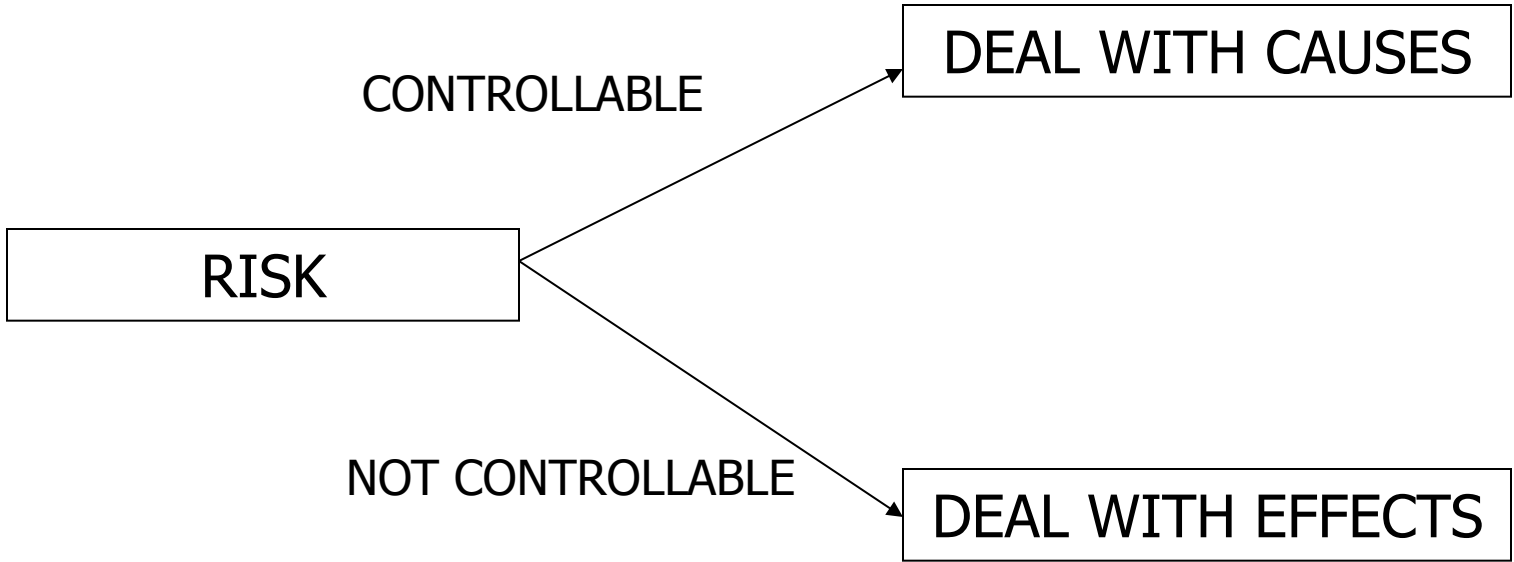 DEAL WITH CAUSES
CONTROLLABLE
RISK
NOT CONTROLLABLE
DEAL WITH EFFECTS